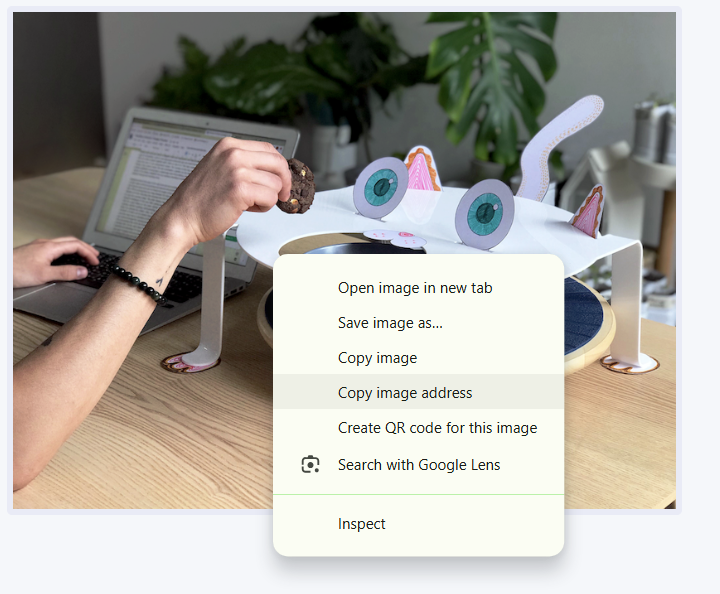 Open image in new tab
Save image as...
Copy image
Copy image address
Create QR code for this image
Search with Google Lens
Inspect